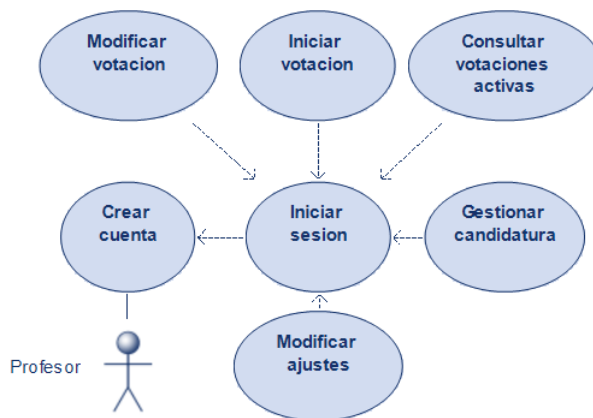 Modificar
votacion
Iniciar
votacion
Consultar
votaciones
activas
Crear
cuenta
Iniciar
sesion
Gestionar
candidatura
Profesor
Modificar
ajustes